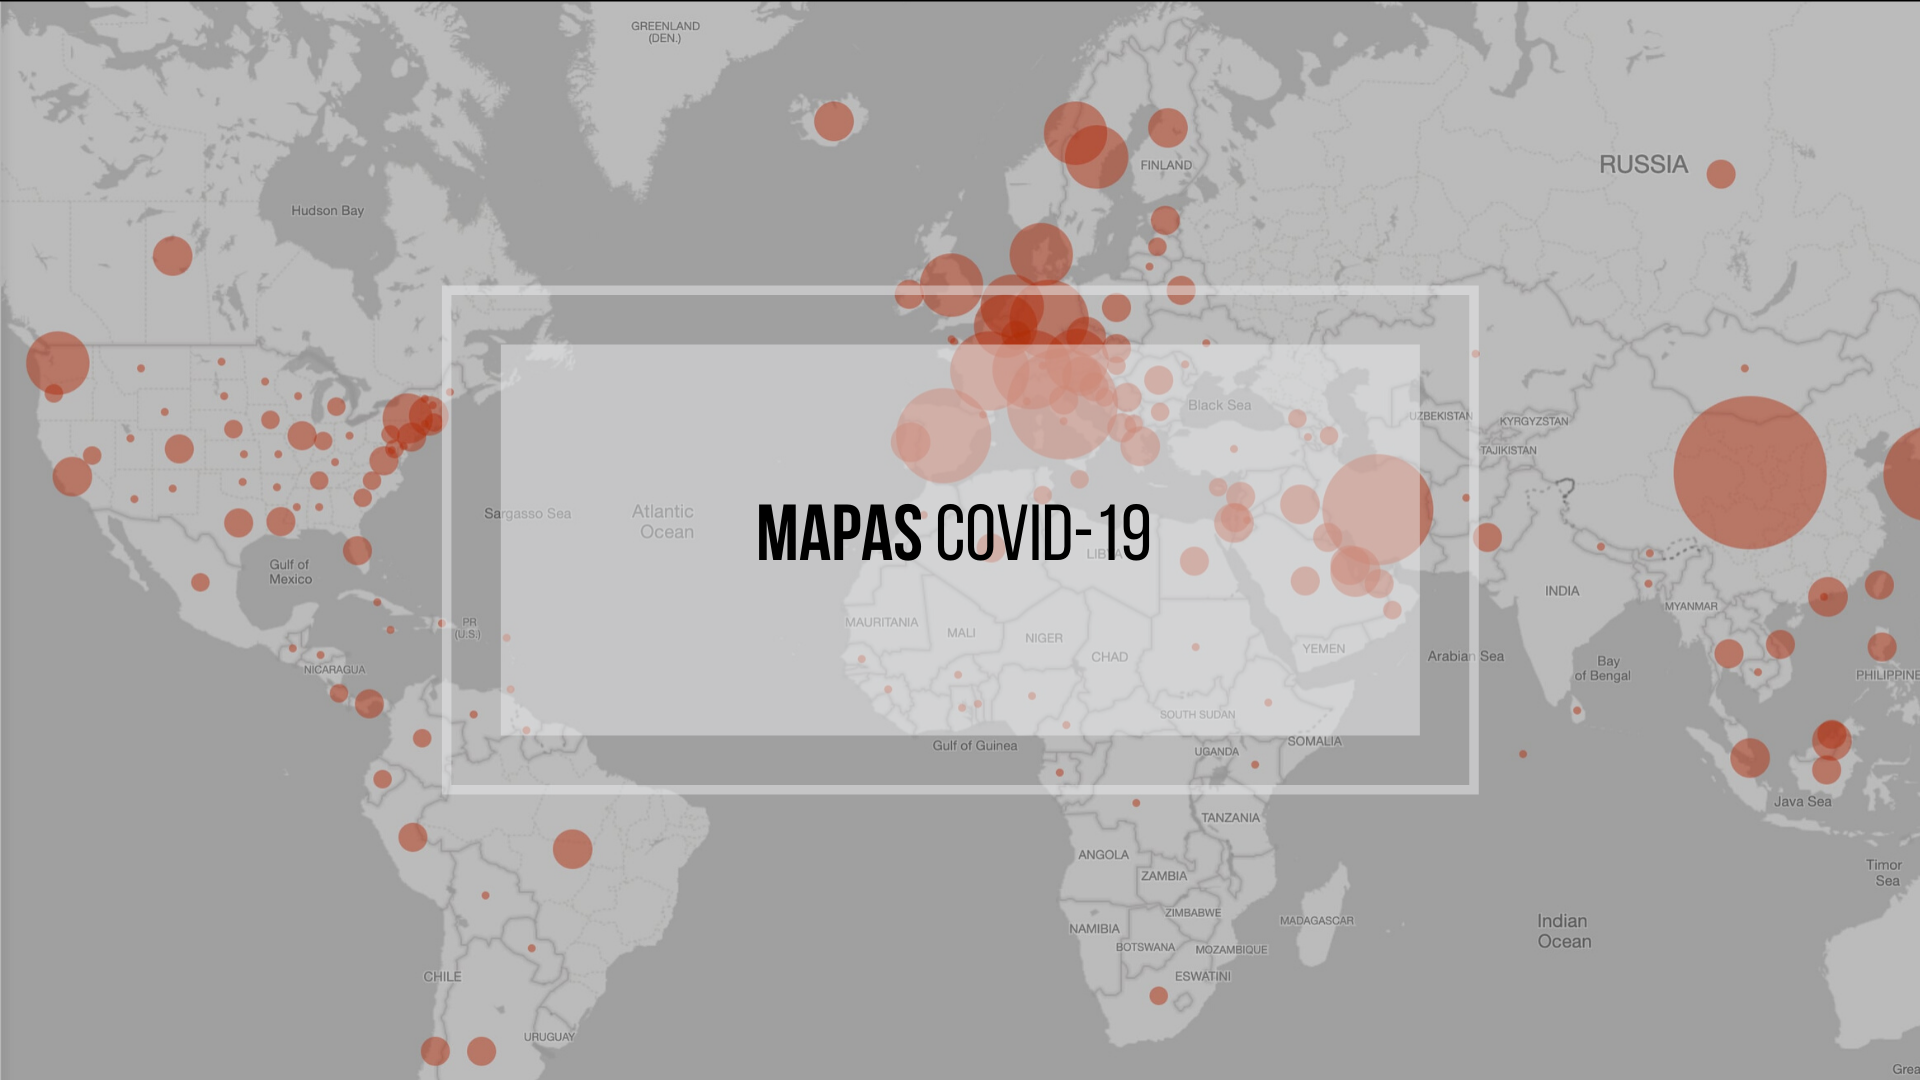 GREENLAND
(DEN.)
FINLAND
RUSSIA
Hudson Bay
Black Sea
UZBEKISTAN
KYRGYZSTAN
TAJIKISTAN
Sargasso Sea
Atlantic
Ocean
MAPAS COVID-19
LIBYA
Gulf of
Mexico
INDIA
MYANMAR
PR
(U.S.)
MAURITANIA
MALI
NIGER
CHAD
YEMEN
Arabian Sea
Bay
of Bengal
NICARAGUA
PHILIPPINE
SOUTH SUDAN
Gulf of Guinea
UGANDA
SOMALIA
Java Sea
TANZANIA
ANGOLA
ZAMBIA
Timor
Sea
ZIMBABWE
MADAGASCAR
NAMIBIA
BOTSWANA
MOZAMBIQUE
Indian
Ocean
CHILE
ESWATINI
URUGUAY
Grea